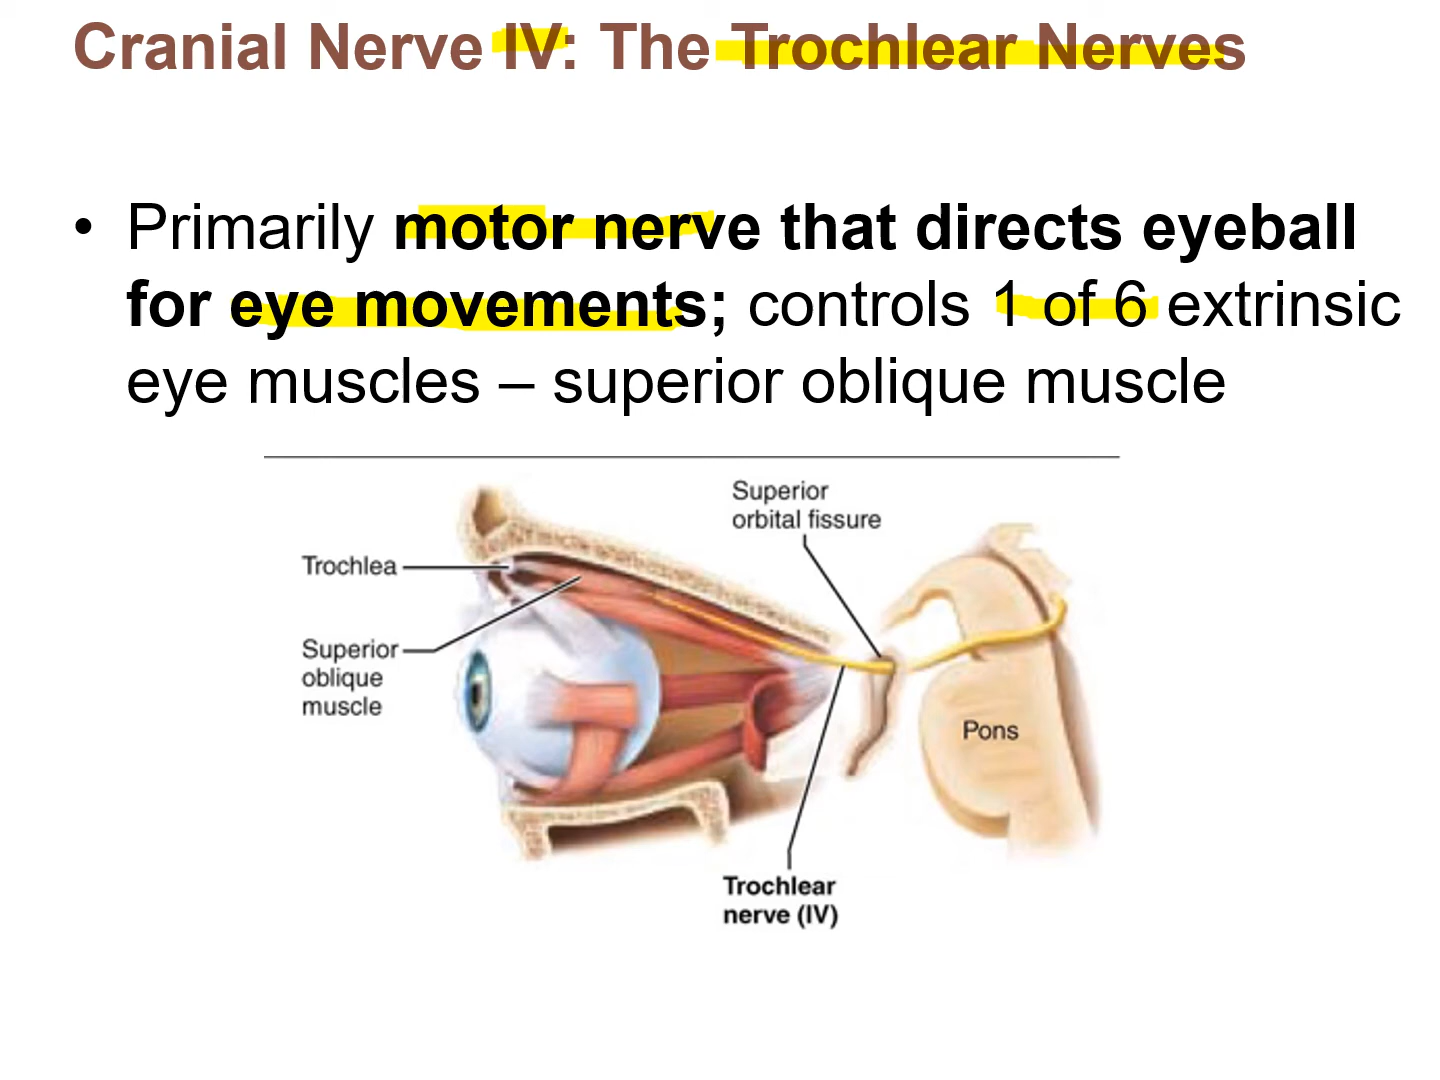 Cranial Nerve IV: The Trochlear Nerves
• Primarily motor nerve that directs eyeball
for eye movements; controls 1 of 6 extrinsic
eye muscles – superior oblique muscle
Superior
orbital fissure
Trochlea
Superior
oblique
muscle
Pons
Trochlear
nerve (IV)